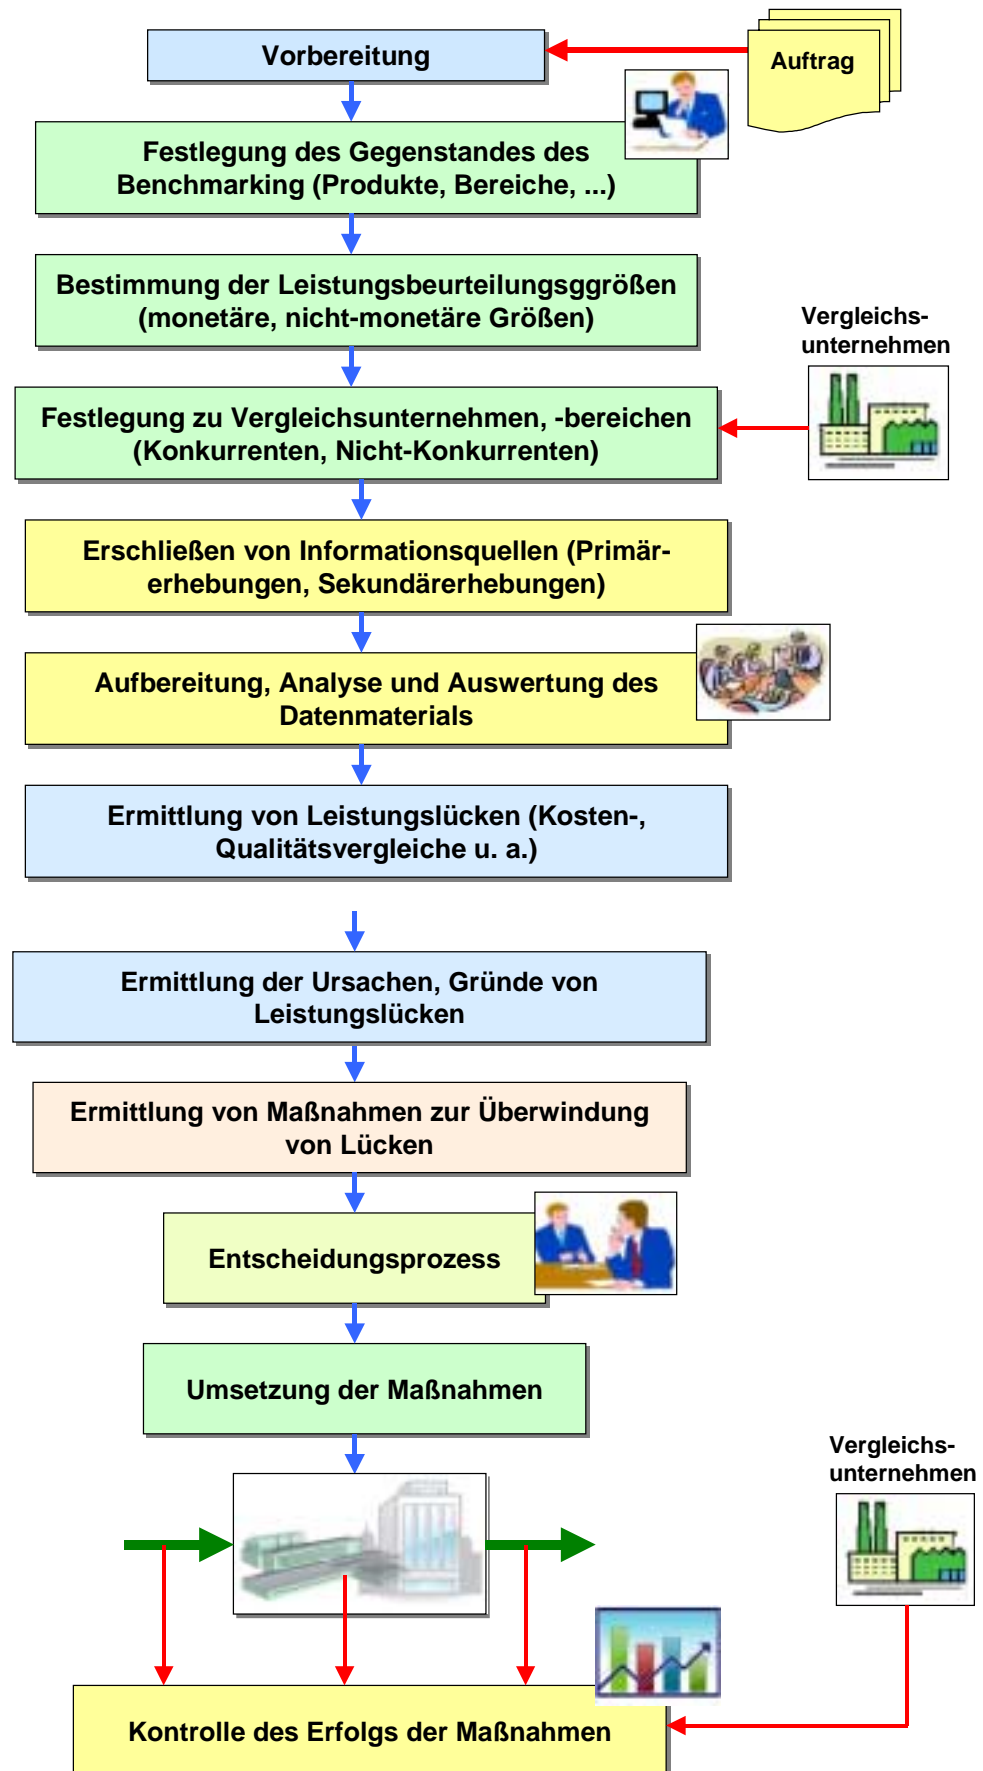 Vorbereitung
Auftrag
Festlegung des Gegenstandes des
Benchmarking (Produkte, Bereiche, ...)
Bestimmung der Leistungsbeurteilungsggrößen
(monetäre, nicht-monetäre Größen)
Vergleichs-
unternehmen
Festlegung zu Vergleichsunternehmen, -bereichen
(Konkurrenten, Nicht-Konkurrenten)
Erschließen von Informationsquellen (Primär-
erhebungen, Sekundärerhebungen)
Aufbereitung, Analyse und Auswertung des
Datenmaterials
Ermittlung von Leistungslücken (Kosten-,
Qualitätsvergleiche u. a.)
Ermittlung der Ursachen, Gründe von
Leistungslücken
Ermittlung von Maßnahmen zur Überwindung
von Lücken
Entscheidungsprozess
Umsetzung der Maßnahmen
Vergleichs-
unternehmen
Kontrolle des Erfolgs der Maßnahmen